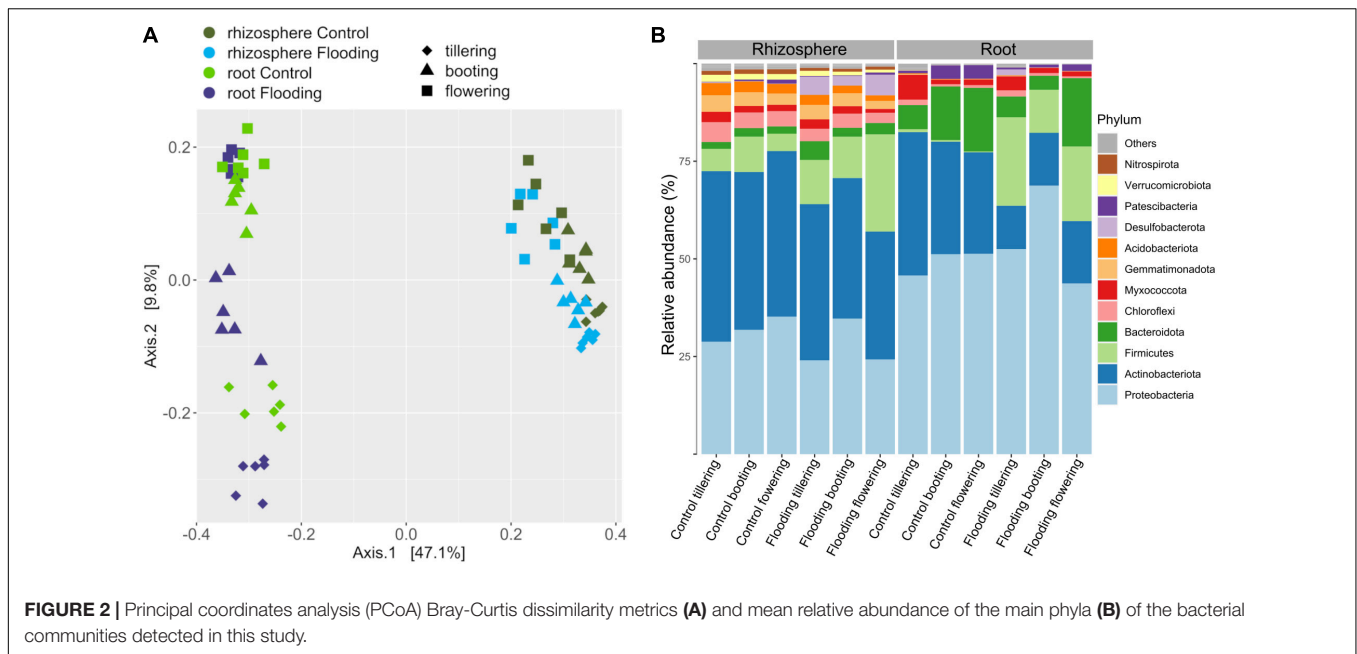 A
rhizosphere Control
rhizosphere Flooding
root Control
root Flooding
tillering
booting
flowering
0.2
0.0
-0.2
Axis.2 [9.8%]
-0.4
-0.2
0.0
0.2
0.4
Axis.1 [47.1%]
B
Rhizosphere
Root
75
50
25
Relative abundance (%)
Control tillering
Control booting
Control fowering
Flooding tillering
Flooding booting
Flooding flowering
Control tillering
Control booting
Control flowering
Flooding tillering
Flooding booting
Flooding flowering
Phylum
Others
Nitrospirota
Verrucomicrobiota
Patescibacteria
Desulfobacterota
Acidobacteriota
Gemmatimonadota
Myxococcota
Chloroflexi
Bacteroidota
Firmicutes
Actinobacteriota
Proteobacteria
FIGURE 2 | Principal coordinates analysis (PCoA) Bray-Curtis dissimilarity metrics (A) and mean relative abundance of the main phyla (B) of the bacterial
communities detected in this study.